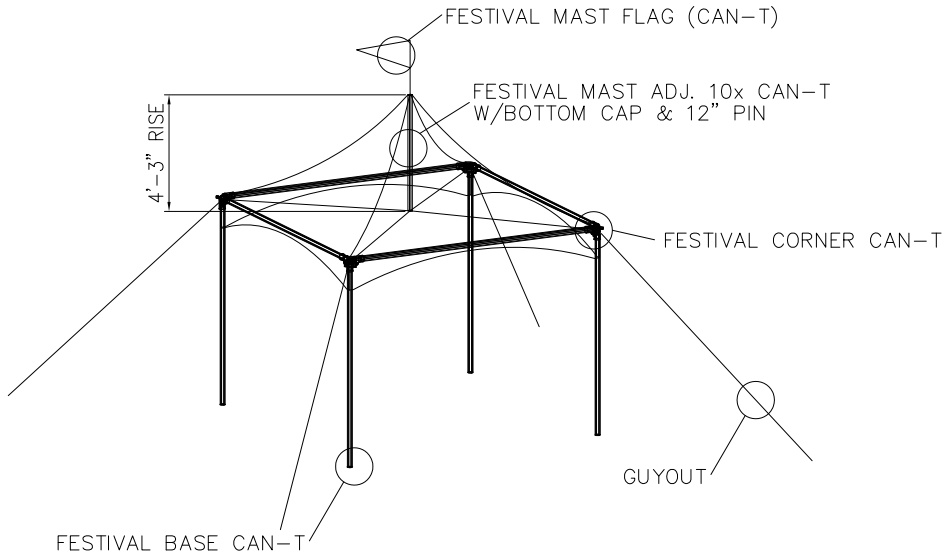 FESTIVAL MAST FLAG (CAN-T)
FESTIVAL MAST ADJ. 10x CAN-T
W/BOTTOM CAP & 12" PIN
4'-3" RISE
FESTIVAL CORNER CAN-T
GUYOUT
FESTIVAL BASE CAN-T